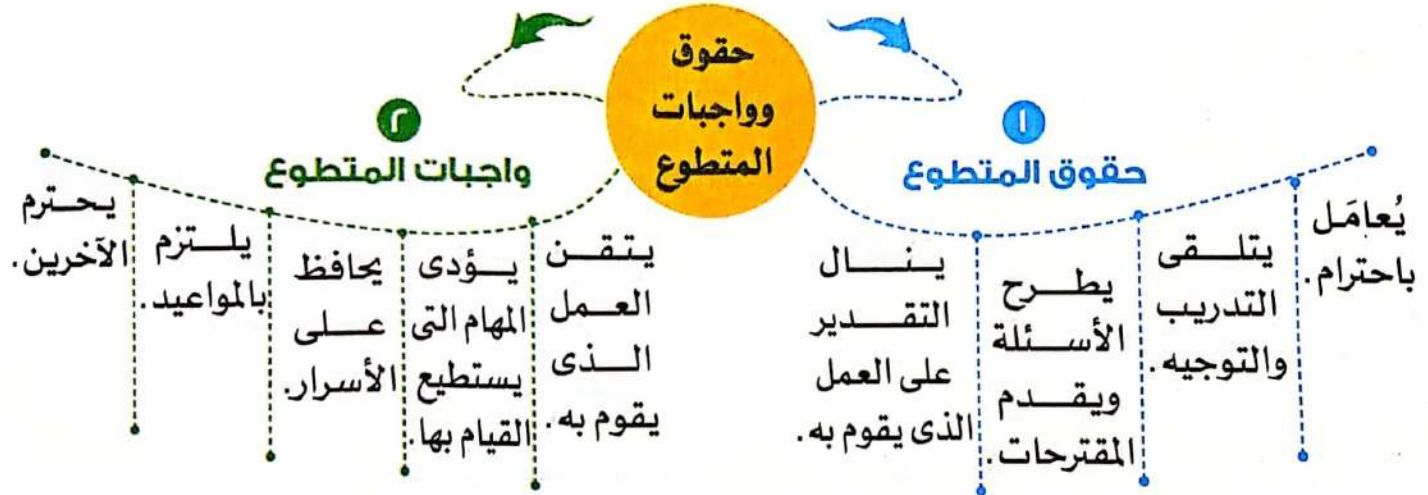 حقوق
وواجبات
المتطوع
١
حقوق المتطوع
يُعامَل
باحترام.
يتلقى
التدريب
والتوجيه.
يطرح
الأسئلة
ويقدم
المقترحات.
ينال
التقدير
على العمل
الذى يقوم به.
٢
واجبات المتطوع
يتقن
العمل
الذى
يقوم به.
يؤدى
المهام التى
يستطيع
القيام بها.
يحافظ
على
الأسرار.
يلتزم
بالمواعيد.
يحترم
الآخرين.